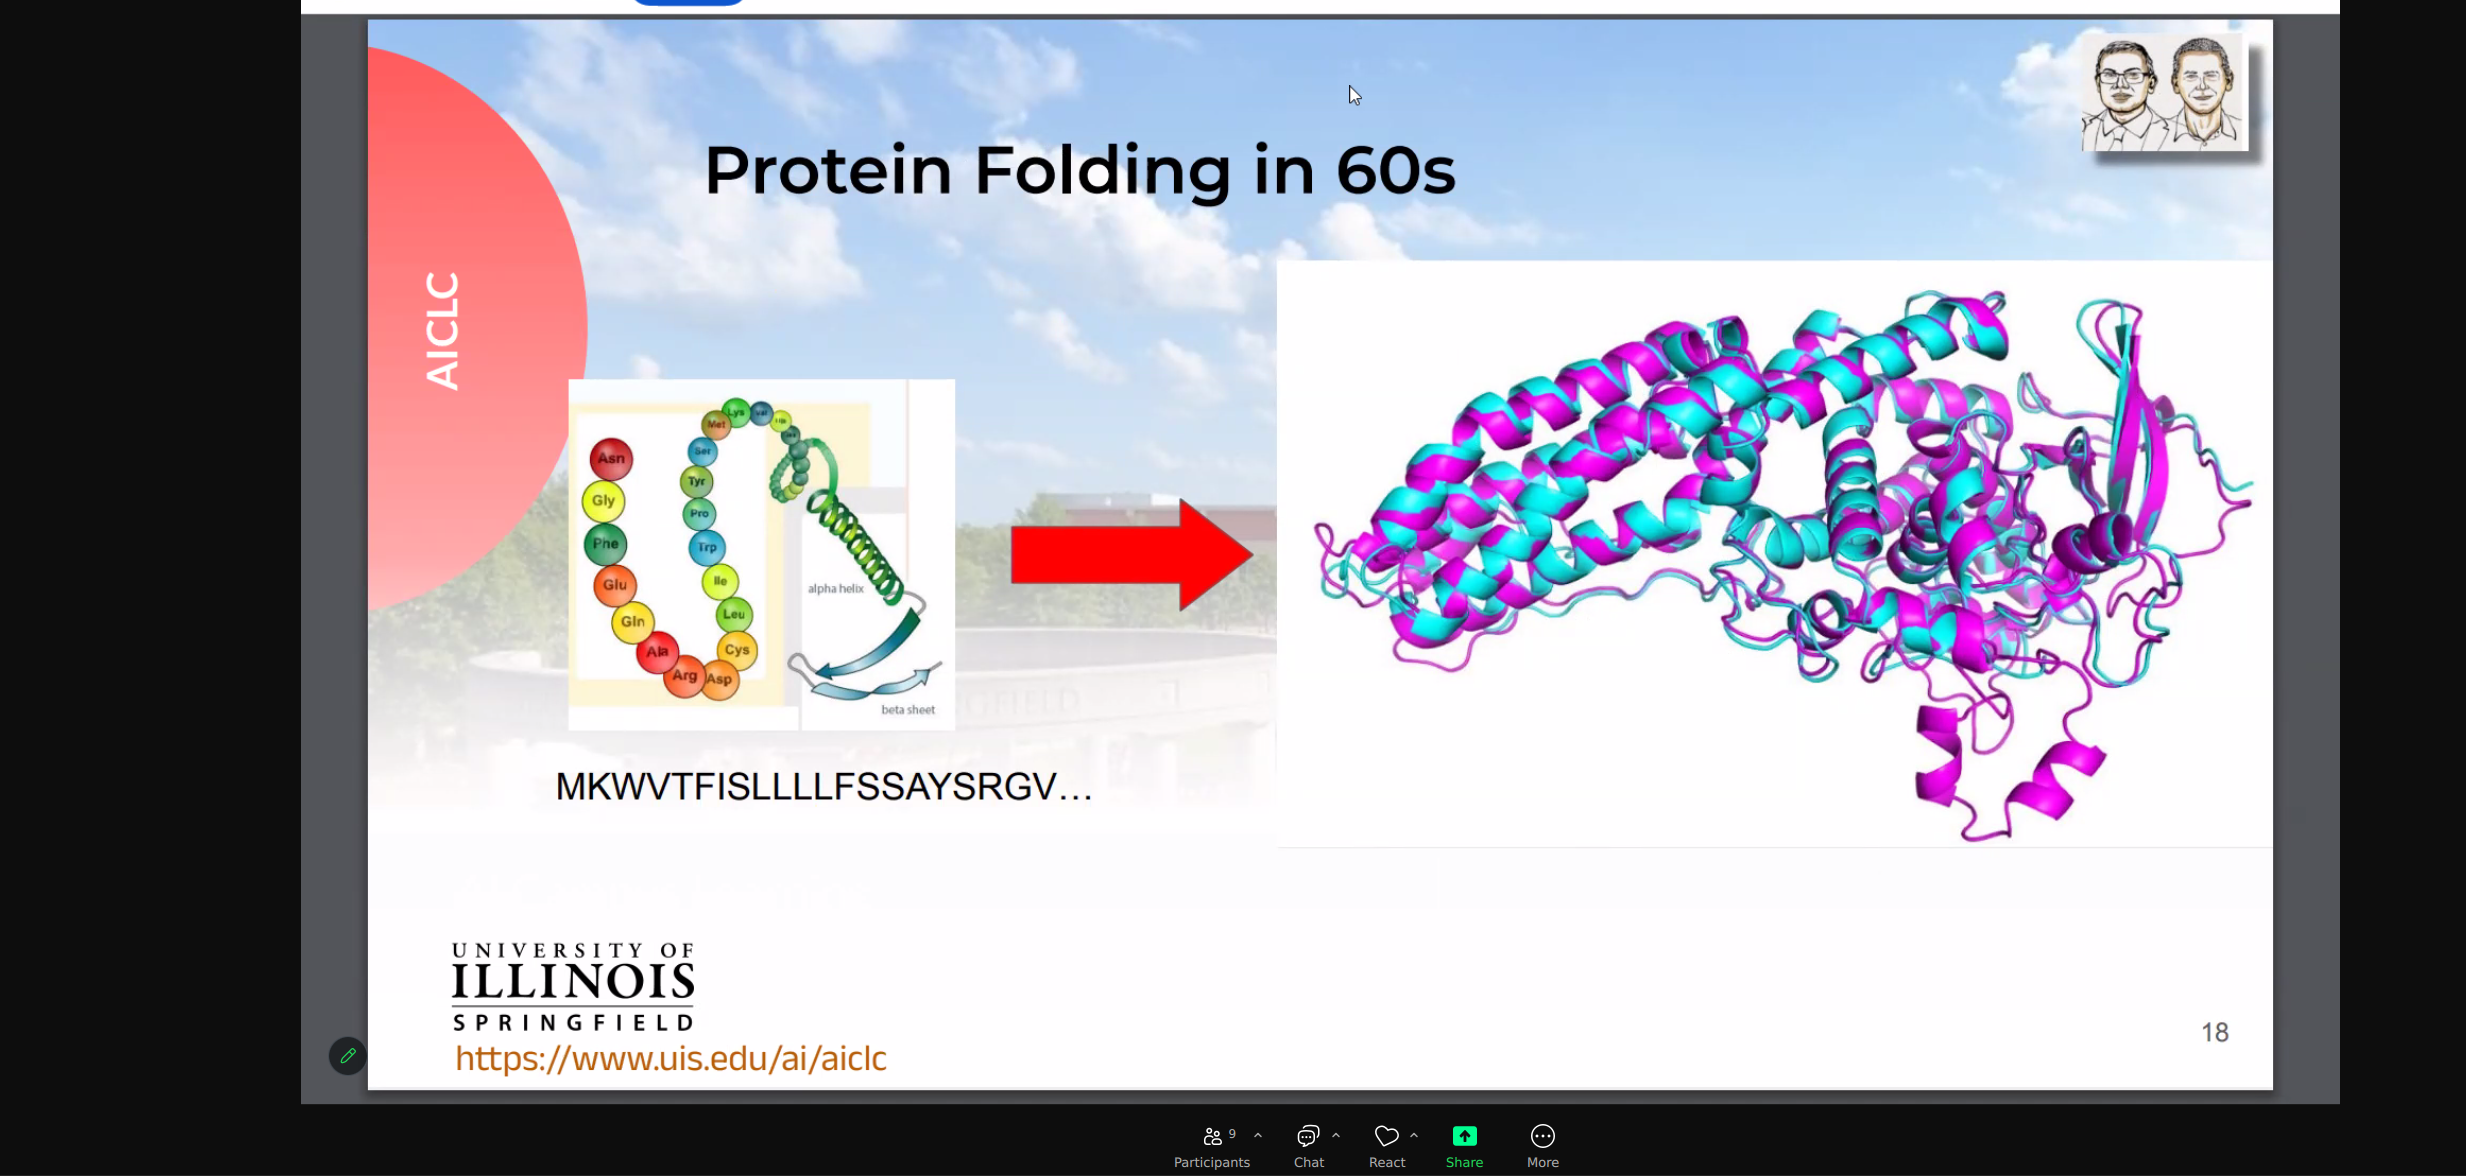 Protein Folding in 60s
AICLC
Lys
Val
Met
Asn
Ser
Gly
Tyr
Pro
Phe
Trp
Glu
Ile
alpha helix
Gln
Leu
Ala
Cys
Arg
Asp
beta sheet
MKWVTFISLLLLFSSAYSRGV...
UNIVERSITY OF
ILLINOIS
SPRINGFIELD
18
https://www.uis.edu/ai/aiclc
9
Participants
Chat
React
Share
More